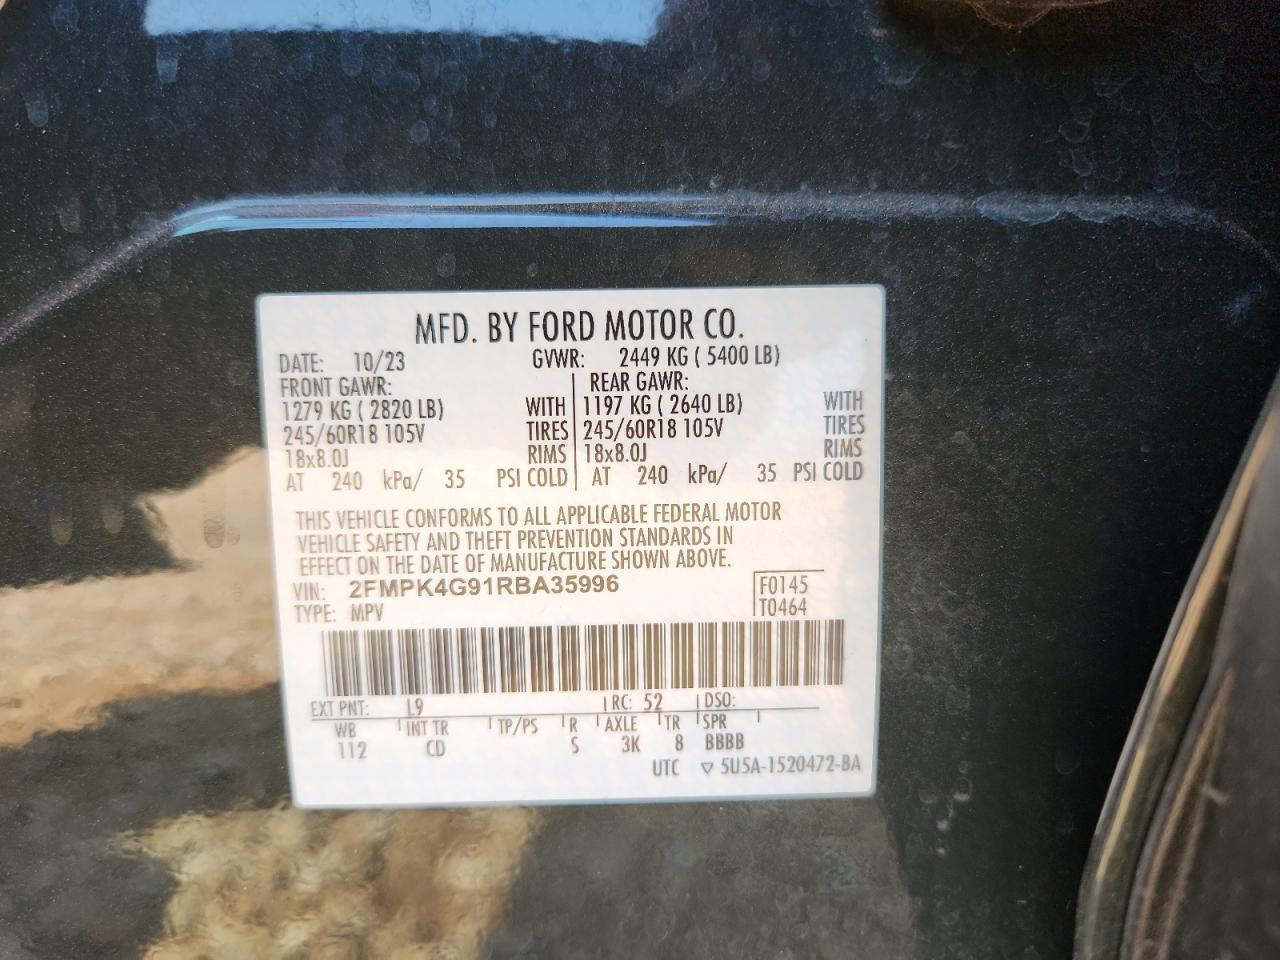 MFD. BY FORD MOTOR CO.
DATE: 10/23 GVWR: 2449 KG ( 5400 LB)
FRONT GAWR: REAR GAWR:
1279 KG ( 2820 LB) WITH 1197 KG ( 2640 LB) WITH
245/60R18 105V TIRES 245/60R18 105V TIRES
18x8.0J RIMS 18x8.0J RIMS
AT 240 kPa/ 35 PSI COLD AT 240 kPa/ 35 PSI COLD
THIS VEHICLE CONFORMS TO ALL APPLICABLE FEDERAL MOTOR
VEHICLE SAFETY AND THEFT PREVENTION STANDARDS IN
EFFECT ON THE DATE OF MANUFACTURE SHOWN ABOVE.
VIN: 2FMPK4G91RBA35996 F0145
TYPE: MPV T0464
EXT PNT: L9 RC: 52 DSO:
WB INT TR TP/PS R AXLE TR SPR
112 CD S 3K 8 BBBB
UTC ▽ 5U5A-1520472-BA